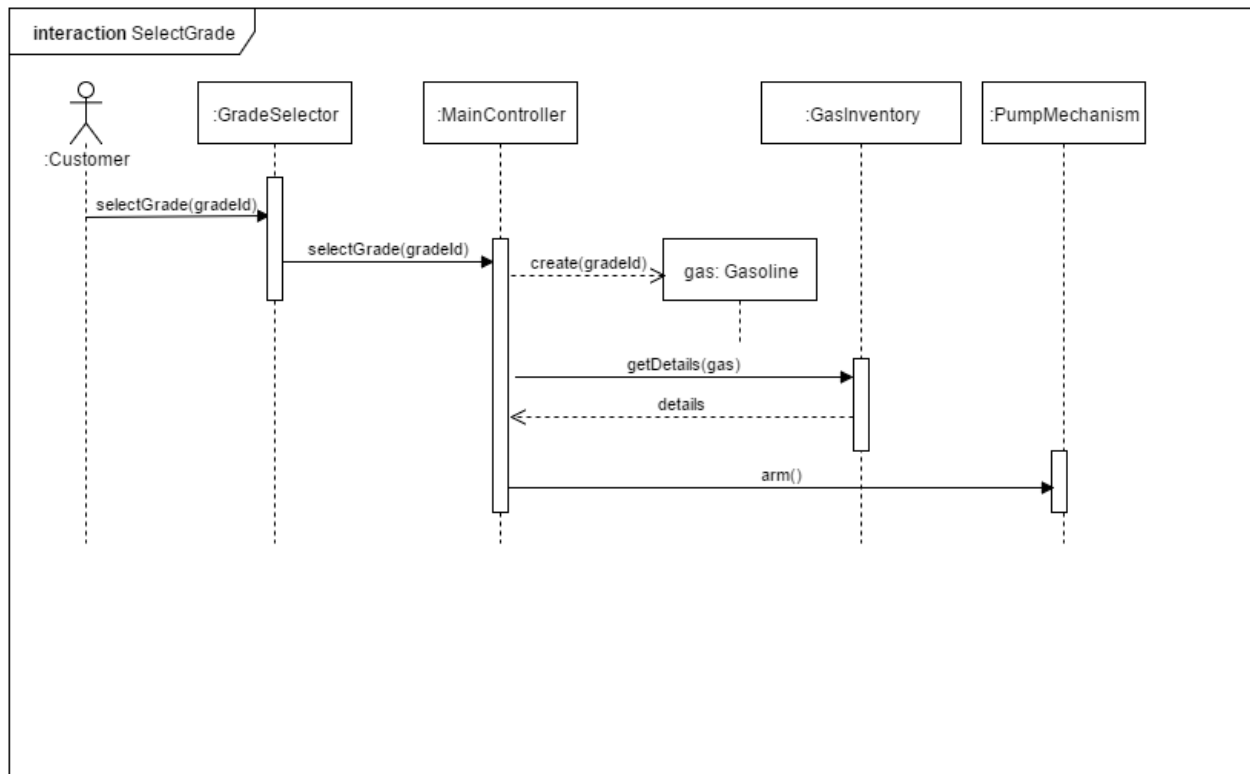 interaction SelectGrade
:Customer
:GradeSelector
:MainController
:GasInventory
:PumpMechanism
selectGrade(gradeId)
selectGrade(gradeId)
create(gradeId)
gas: Gasoline
getDetails(gas)
details
arm()